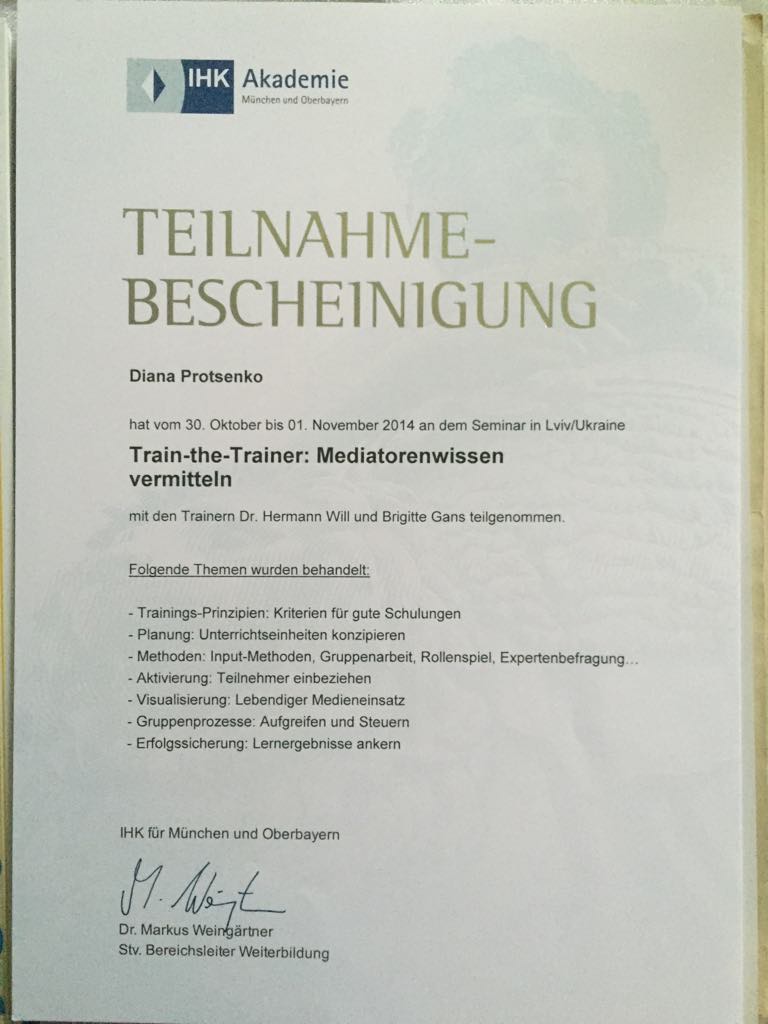 IHK Akademie
München und Oberbayern
TEILNAHME-
BESCHEINIGUNG
Diana Protsenko
hat vom 30. Oktober bis 01. November 2014 an dem Seminar in Lviv/Ukraine
Train-the-Trainer: Mediatorenwissen
vermitteln
mit den Trainern Dr. Hermann Will und Brigitte Gans teilgenommen.
Folgende Themen wurden behandelt:
- Trainings-Prinzipien: Kriterien für gute Schulungen
- Planung: Unterrichtseinheiten konzipieren
- Methoden: Input-Methoden, Gruppenarbeit, Rollenspiel, Expertenbefragung…
- Aktivierung: Teilnehmer einbeziehen
- Visualisierung: Lebendiger Medieneinsatz
- Gruppenprozesse: Aufgreifen und Steuern
- Erfolgssicherung: Lernergebnisse ankern
IHK für München und Oberbayern
Dr. Markus Weingärtner
Stv. Bereichsleiter Weiterbildung